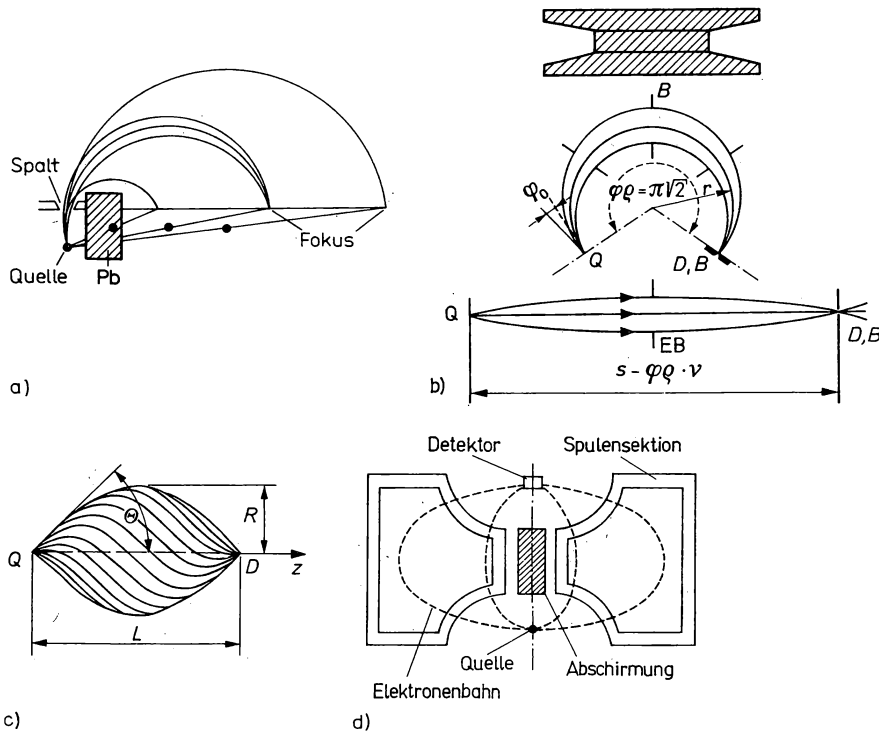 Spalt
Quelle
Pb
Fokus
a)
B
φ₀
φϱ = π√2
r
Q
D, B
Q
EB
D, B
s - φϱ · ν
b)
Θ
R
Q
D
z
L
c)
Detektor
Spulensektion
Quelle
Abschirmung
Elektronenbahn
d)